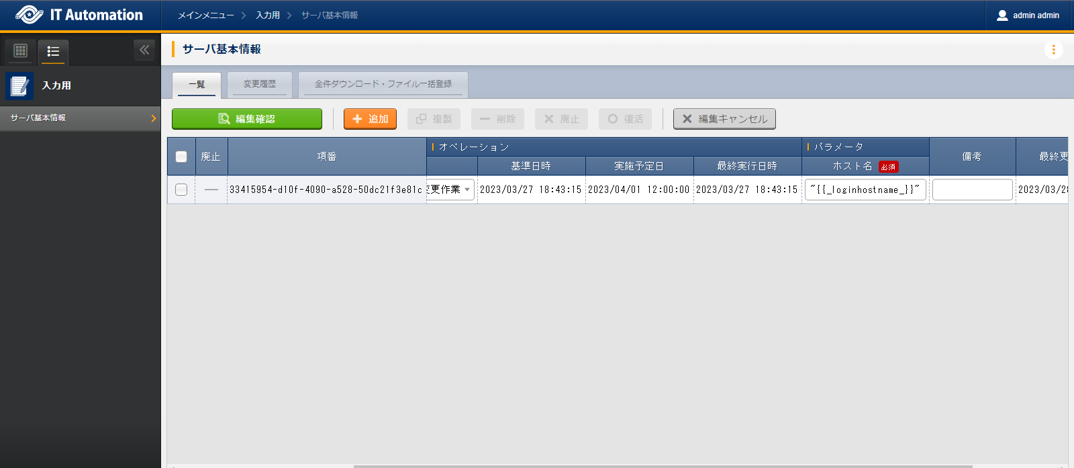 IT Automation
メインメニュー 入力用 サーバ基本情報
admin admin
入力用
サーバ基本情報
サーバ基本情報
一覧 変更履歴 全件ダウンロード・ファイル一括登録
編集確認 追加 複製 削除 廃止 復活 編集キャンセル
廃止 項番 オペレーション パラメータ 備考 最終更
基準日時 実施予定日 最終実行日時 ホスト名 必須
33415954-d10f-4090-a528-50dc21f3e81c 変更作業 2023/03/27 18:43:15 2023/04/01 12:00:00 2023/03/27 18:43:15 "{{_loginhostname_}}" 2023/03/28